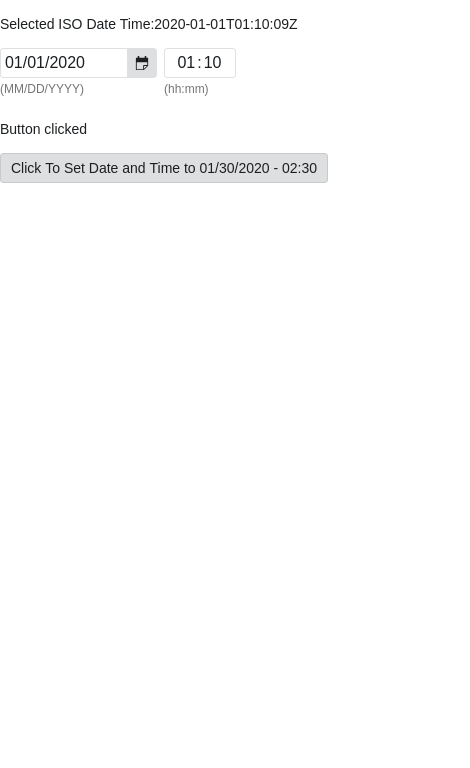 Selected ISO Date Time:2020-01-01T01:10:09Z
01/01/2020 01:10
(MM/DD/YYYY) (hh:mm)
Button clicked
Click To Set Date and Time to 01/30/2020 - 02:30